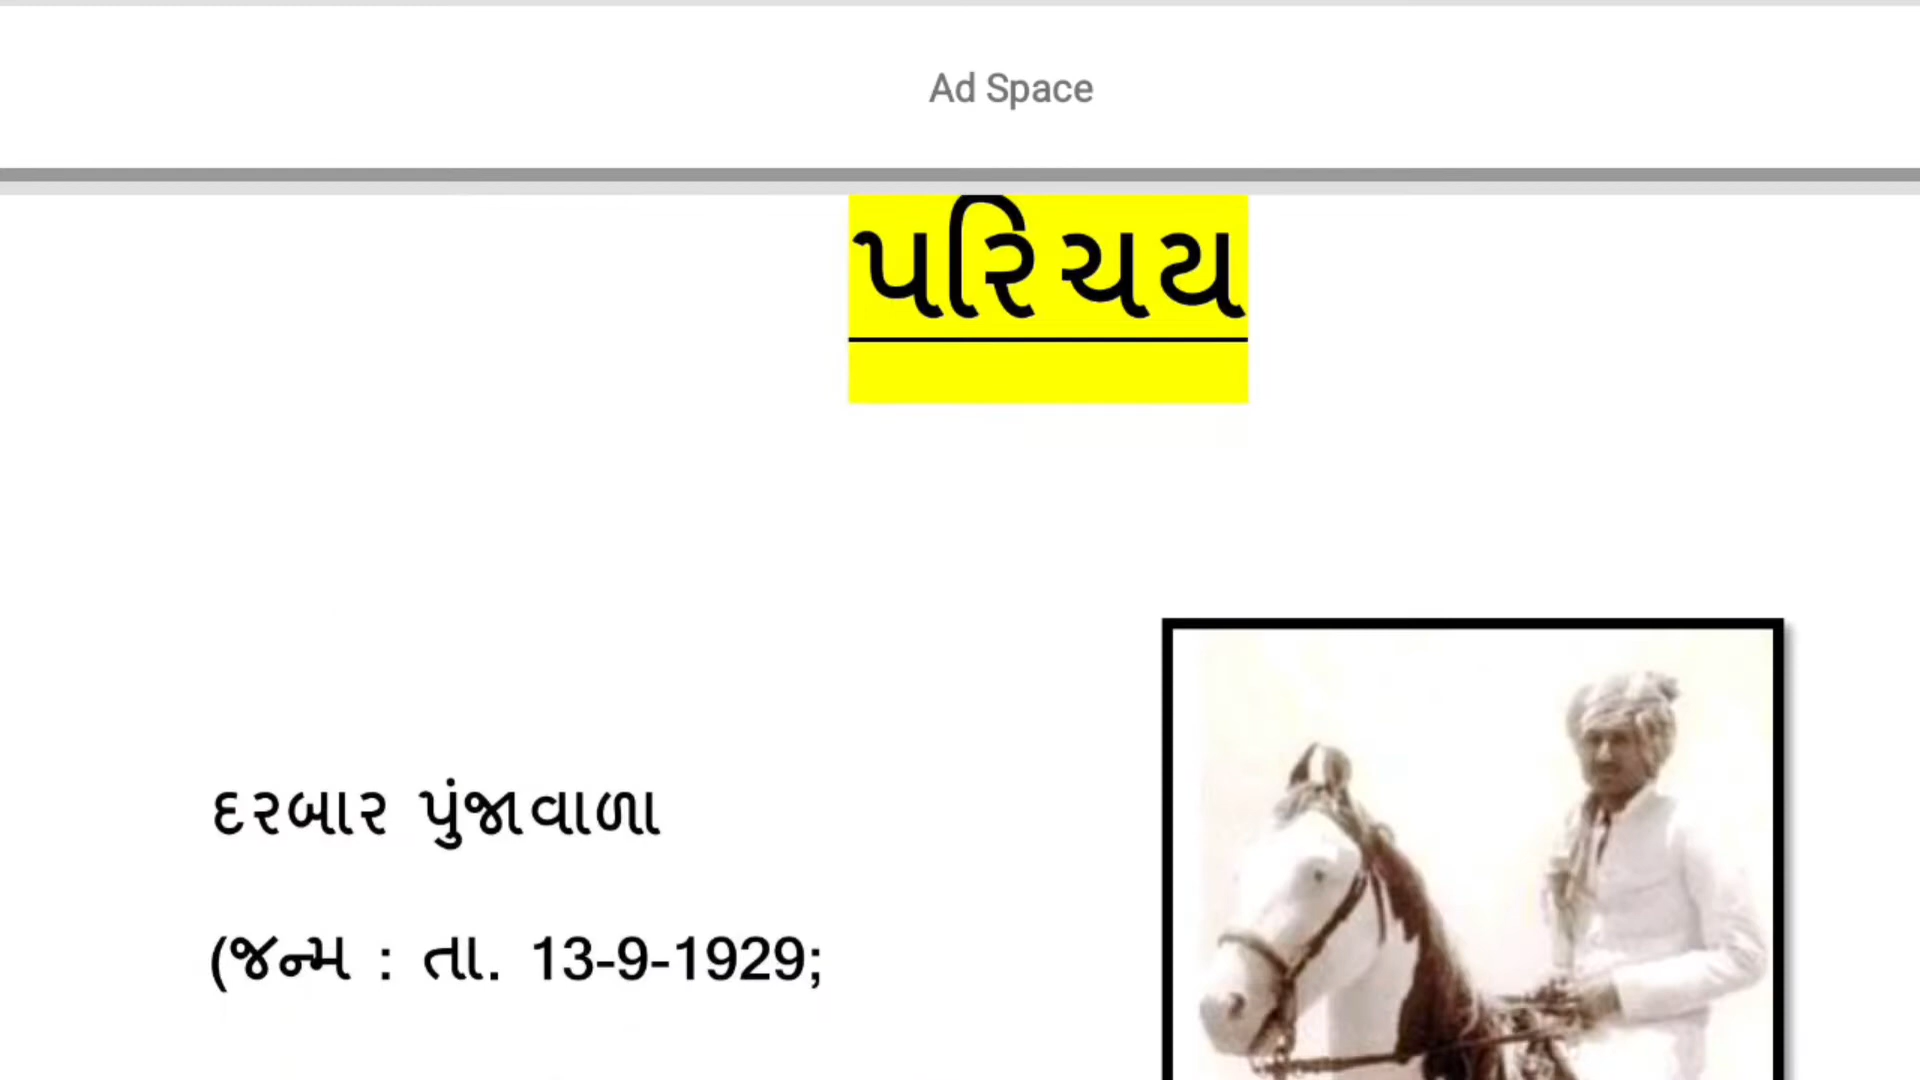 Ad Space
પરિચય
દરબાર પુંજાવાળા
(જન્મ : તા. 13-9-1929;